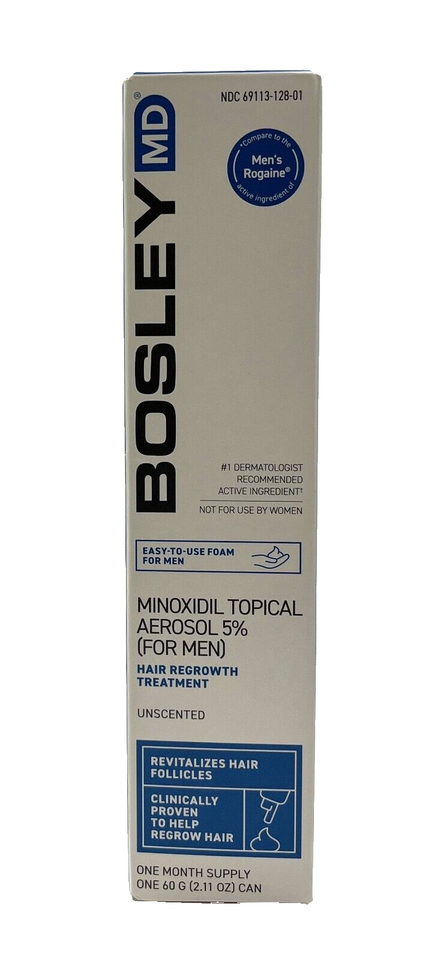 BOSLEY MD®
NDC 69113-128-01
*Compare to the
Men's
Rogaine®
active ingredient of
#1 DERMATOLOGIST
RECOMMENDED
ACTIVE INGREDIENT†
NOT FOR USE BY WOMEN
EASY-TO-USE FOAM
FOR MEN
MINOXIDIL TOPICAL
AEROSOL 5%
(FOR MEN)
HAIR REGROWTH
TREATMENT
UNSCENTED
REVITALIZES HAIR
FOLLICLES
CLINICALLY
PROVEN
TO HELP
REGROW HAIR
ONE MONTH SUPPLY
ONE 60 G (2.11 OZ) CAN